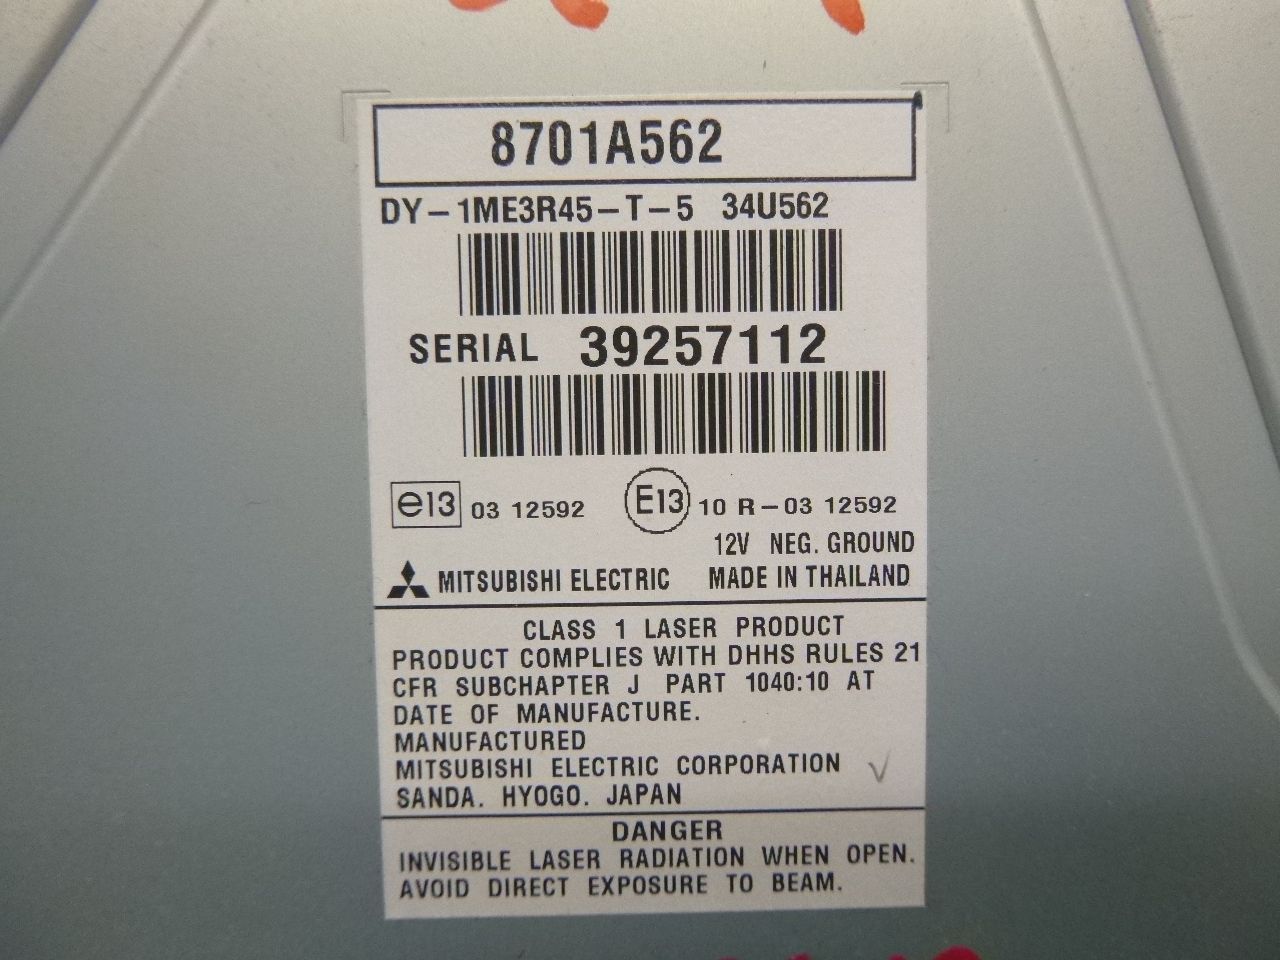 8701A562
DY-1ME3R45-T-5 34U562
SERIAL 39257112
e13 03 12592 E13 10 R-03 12592
12V NEG. GROUND
MITSUBISHI ELECTRIC MADE IN THAILAND
CLASS 1 LASER PRODUCT
PRODUCT COMPLIES WITH DHHS RULES 21
CFR SUBCHAPTER J PART 1040:10 AT
DATE OF MANUFACTURE.
MANUFACTURED
MITSUBISHI ELECTRIC CORPORATION
SANDA. HYOGO. JAPAN
DANGER
INVISIBLE LASER RADIATION WHEN OPEN.
AVOID DIRECT EXPOSURE TO BEAM.